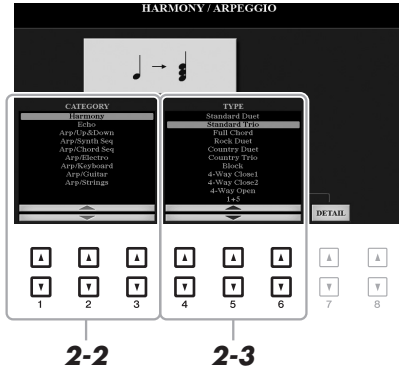 HARMONY / ARPEGGIO
CATEGORY
Harmony
Echo
Arp/Up&Down
Arp/Synth Seq
Arp/Chord Seq
Arp/Electro
Arp/Keyboard
Arp/Guitar
Arp/Strings
TYPE
Standard Duet
Standard Trio
Full Chord
Rock Duet
Country Duet
Country Trio
Block
4-Way Close1
4-Way Close2
4-Way Open
1+5
DETAIL
1 2 3 4 5 6 7 8
2-2 2-3